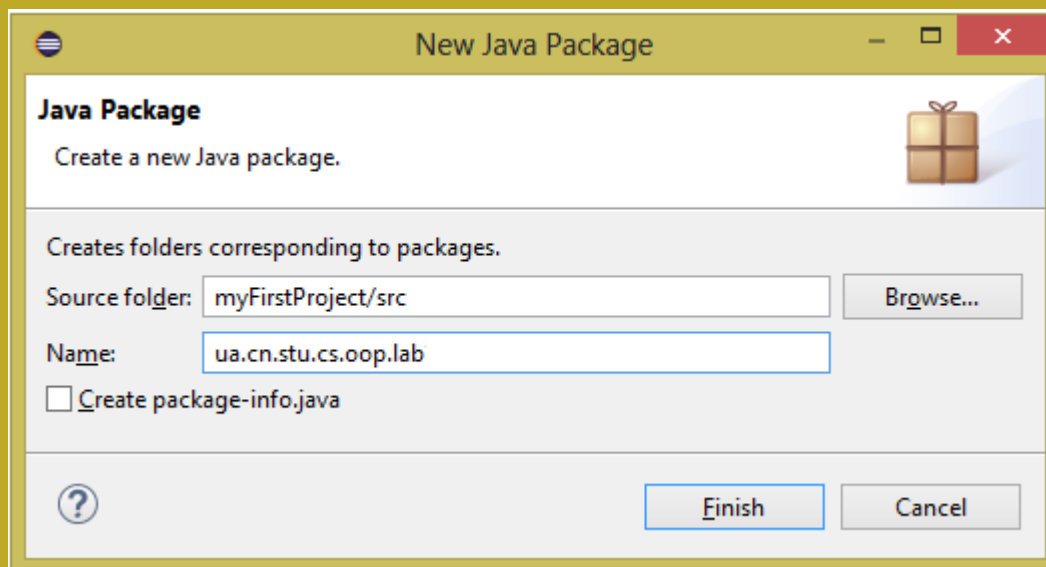 New Java Package
Java Package
Create a new Java package.
Creates folders corresponding to packages.
Source folder: myFirstProject/src Browse...
Name: ua.cn.stu.cs.oop.lab
Create package-info.java
? Finish Cancel